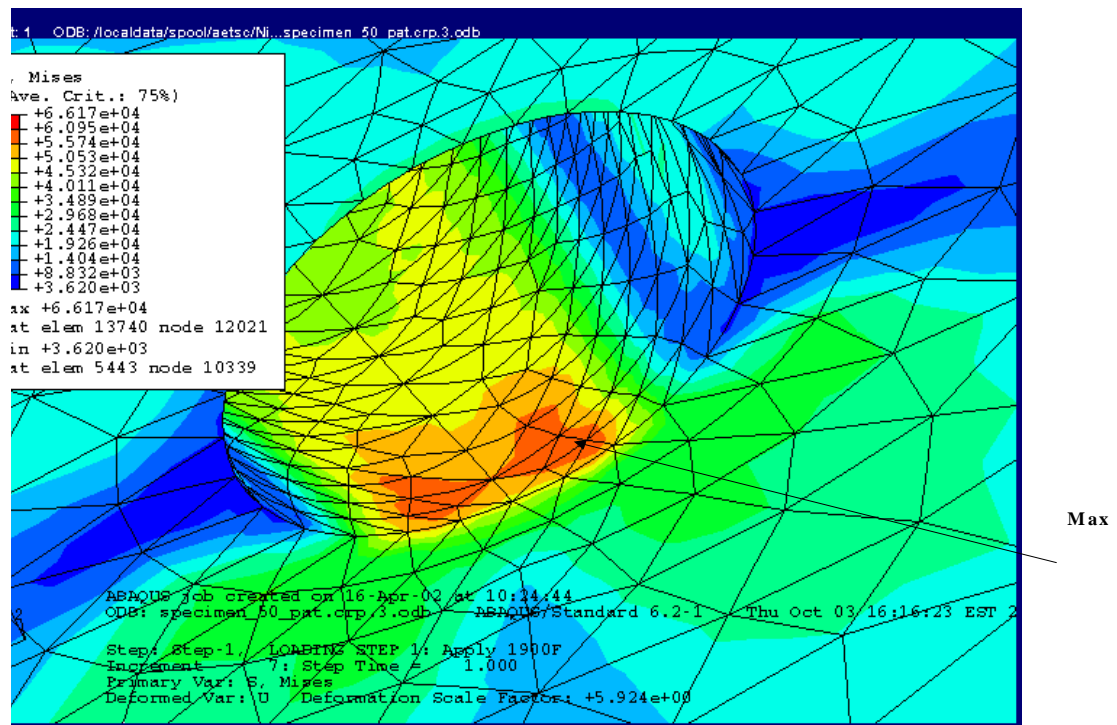 t: 1 ODB: /localdata/spool/aetsc/Ni...specimen_50_pat.crp.3.odb
, Mises
Ave. Crit.: 75%)
+6.617e+04
+6.095e+04
+5.574e+04
+5.053e+04
+4.532e+04
+4.011e+04
+3.489e+04
+2.968e+04
+2.447e+04
+1.926e+04
+1.404e+04
+8.832e+03
+3.620e+03
ax +6.617e+04
at elem 13740 node 12021
in +3.620e+03
at elem 5443 node 10339
Max
ABAQUS job created on 16-Apr-02 at 10:24:44
ODB: specimen_50_pat.crp.3.odb ABAQUS/Standard 6.2-1 Thu Oct 03 16:16:23 EST 2
Step: Step-1, LOADING STEP 1: Apply 1900F
Increment 7: Step Time = 1.000
Primary Var: S, Mises
Deformed Var: U Deformation Scale Factor: +5.924e+00